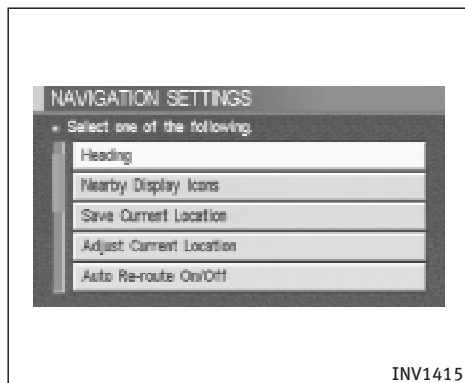 NAVIGATION SETTINGS
Select one of the following.
Heading
Nearby Display Icons
Save Current Location
Adjust Current Location
Auto Re-route On/Off
INV1415